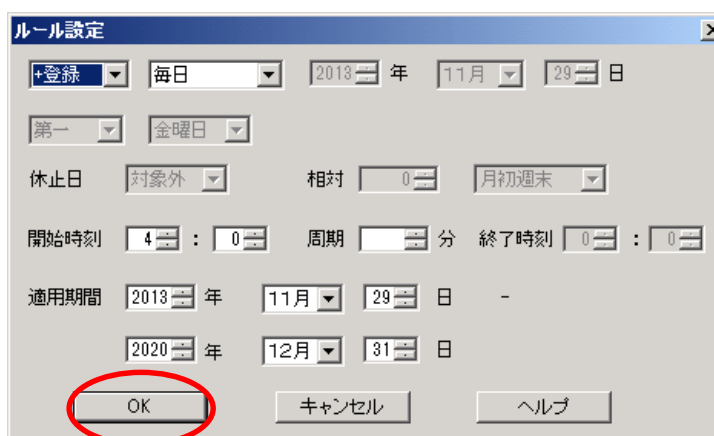 ルール設定
+登録 毎日 2013 年 11月 29 日
第一 金曜日
休止日 対象外 相対 0 月初週末
開始時刻 4 : 0 周期 分 終了時刻 0 : 0
適用期間 2013 年 11月 29 日 -
2020 年 12月 31 日
OK キャンセル ヘルプ